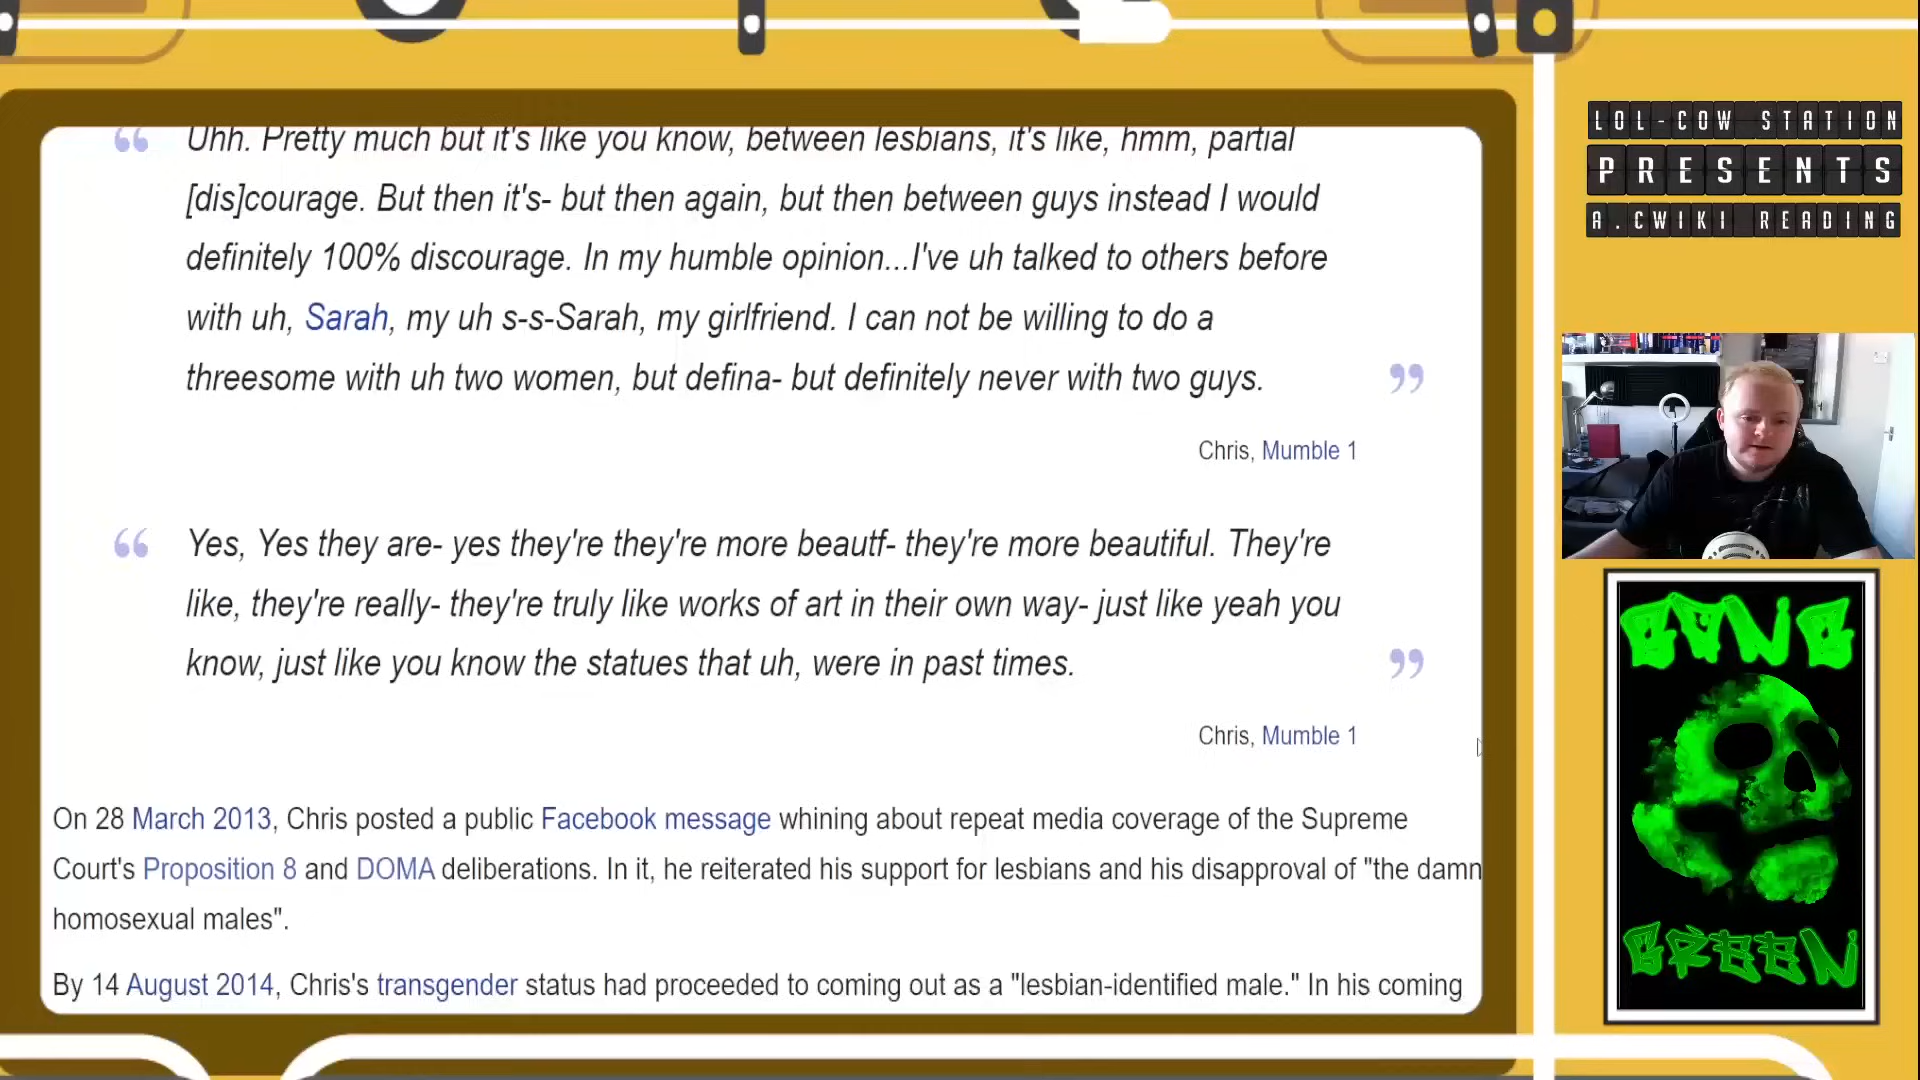 Uhh. Pretty much but it's like you know, between lesbians, it's like, hmm, partial
[dis]courage. But then it's- but then again, but then between guys instead I would
definitely 100% discourage. In my humble opinion...I've uh talked to others before
with uh, Sarah, my uh s-s-Sarah, my girlfriend. I can not be willing to do a
threesome with uh two women, but defina- but definitely never with two guys.
Chris, Mumble 1
Yes, Yes they are- yes they're they're more beautf- they're more beautiful. They're
like, they're really- they're truly like works of art in their own way- just like yeah you
know, just like you know the statues that uh, were in past times.
Chris, Mumble 1
On 28 March 2013, Chris posted a public Facebook message whining about repeat media coverage of the Supreme
Court's Proposition 8 and DOMA deliberations. In it, he reiterated his support for lesbians and his disapproval of "the damn
homosexual males".
By 14 August 2014, Chris's transgender status had proceeded to coming out as a "lesbian-identified male." In his coming
LOL-COW STATION
PRESENTS
A.CWIKI READING
GREEN